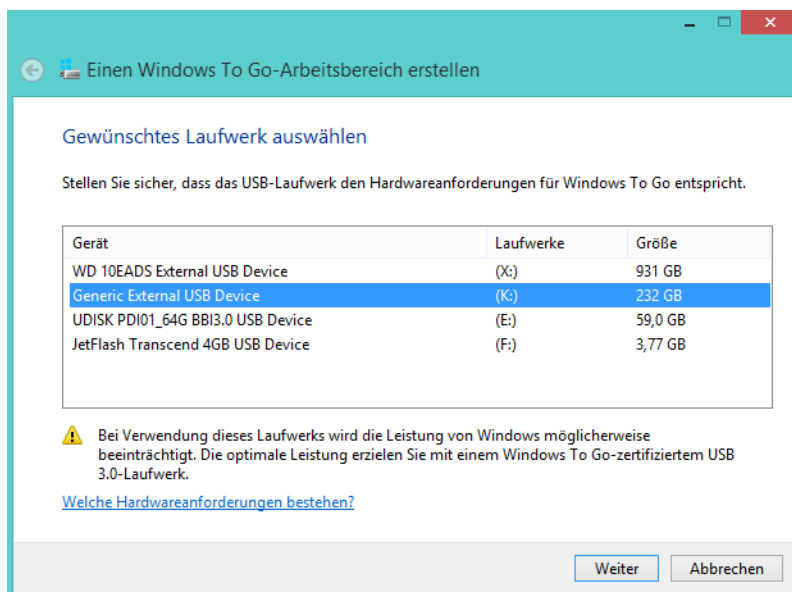 Einen Windows To Go-Arbeitsbereich erstellen
Gewünschtes Laufwerk auswählen
Stellen Sie sicher, dass das USB-Laufwerk den Hardwareanforderungen für Windows To Go entspricht.
Gerät Laufwerke Größe
WD 10EADS External USB Device (X:) 931 GB
Generic External USB Device (K:) 232 GB
UDISK PDI01_64G BBI3.0 USB Device (E:) 59,0 GB
JetFlash Transcend 4GB USB Device (F:) 3,77 GB
Bei Verwendung dieses Laufwerks wird die Leistung von Windows möglicherweise
beeinträchtigt. Die optimale Leistung erzielen Sie mit einem Windows To Go-zertifiziertem USB
3.0-Laufwerk.
Welche Hardwareanforderungen bestehen?
Weiter Abbrechen